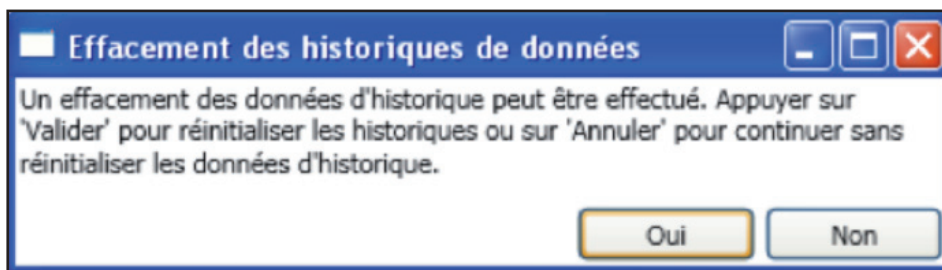 Effacement des historiques de données
Un effacement des données d'historique peut être effectué. Appuyer sur
'Valider' pour réinitialiser les historiques ou sur 'Annuler' pour continuer sans
réinitialiser les données d'historique.
Oui Non